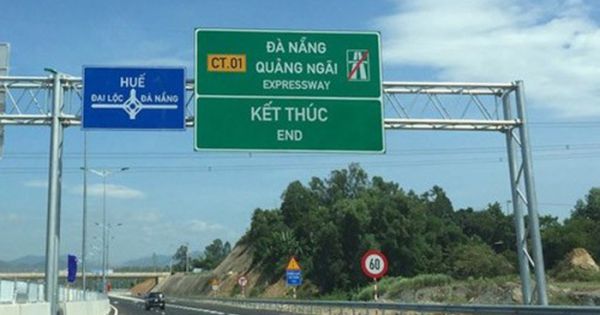 HUẾ
ĐẠI LỘC ĐÀ NẴNG
CT.01
ĐÀ NẴNG
QUẢNG NGÃI
EXPRESSWAY
KẾT THÚC
END
60